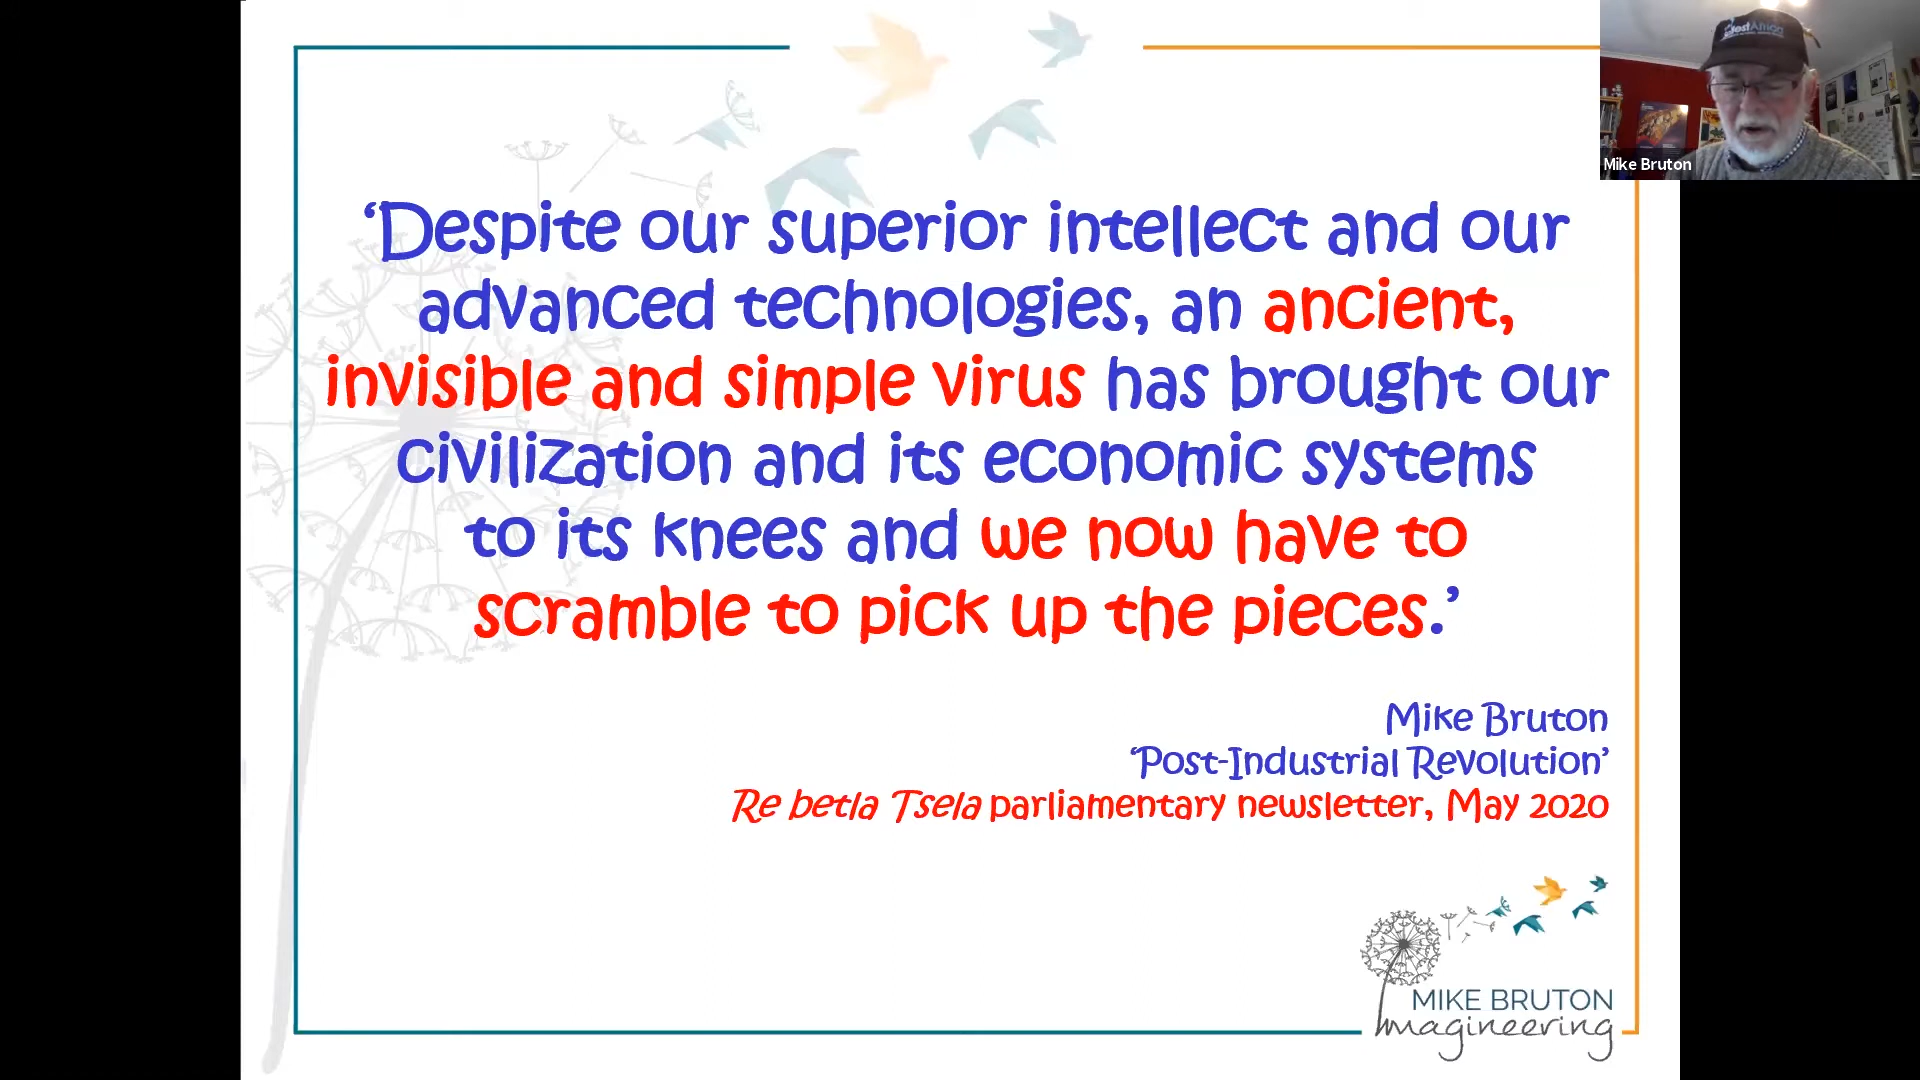 ‘Despite our superior intellect and our
advanced technologies, an ancient,
invisible and simple virus has brought our
civilization and its economic systems
to its knees and we now have to
scramble to pick up the pieces.’
Mike Bruton
‘Post-Industrial Revolution’
Re betla Tsela parliamentary newsletter, May 2020
MIKE BRUTON
Imagineering
Mike Bruton